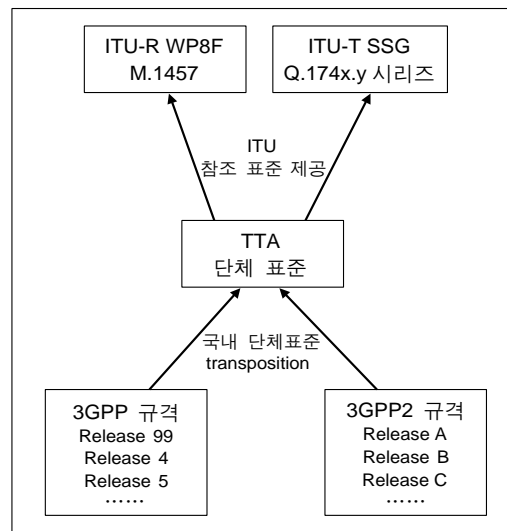 ITU-R WP8F
M.1457
ITU-T SSG
Q.174x.y 시리즈
ITU
참조 표준 제공
TTA
단체 표준
국내 단체표준
transposition
3GPP 규격
Release 99
Release 4
Release 5
……
3GPP2 규격
Release A
Release B
Release C
……